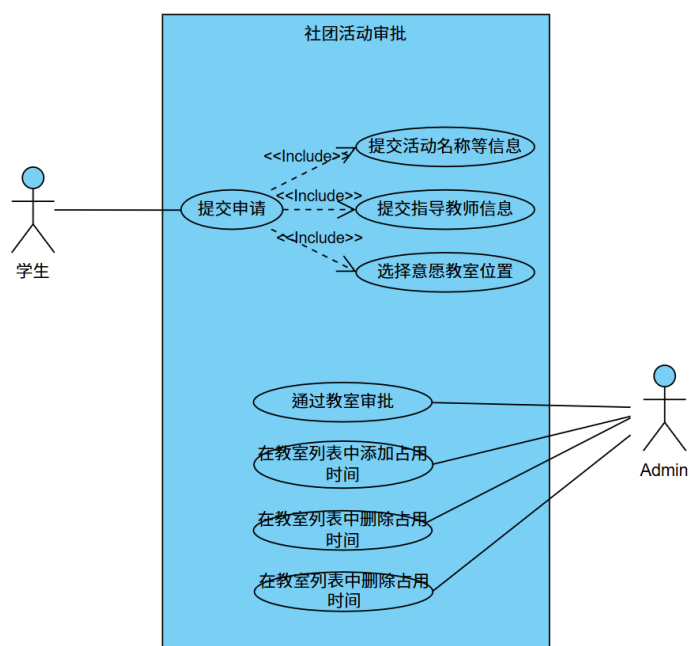 社团活动审批
<<Include>>
提交活动名称等信息
<<Include>>
提交申请
提交指导教师信息
<<Include>>
选择意愿教室位置
学生
通过教室审批
在教室列表中添加占用
时间
Admin
在教室列表中删除占用
时间
在教室列表中删除占用
时间